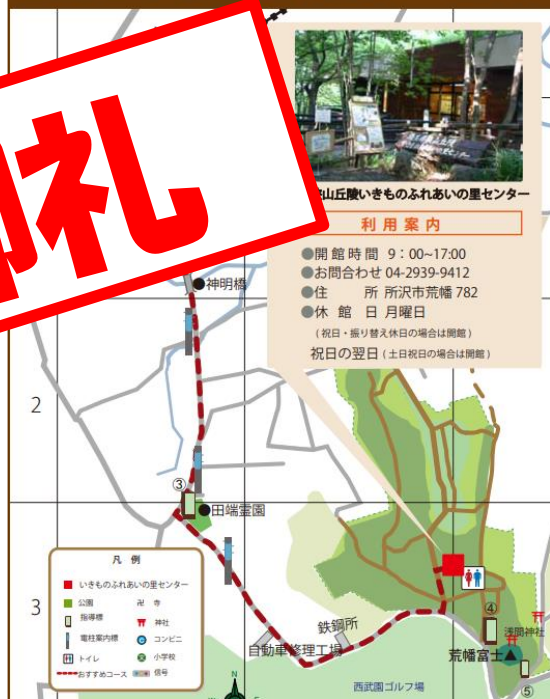 札
山丘陵いきものふれあいの里センター
利用案内
●開館時間 9：00~17:00
●お問合わせ 04-2939-9412
●住　　所 所沢市荒幡 782
●休 館 日 月曜日
(祝日・振り替え休日の場合は開館)
祝日の翌日(土日祝日の場合は開館)
●神明橋
2
③
●田端霊園
3
凡 例
いきものふれあいの里センター
公園
卍 寺
指導標
神社
電柱案内標
コンビニ
トイレ
小学校
おすすめコース
信号
鉄鋼所
自動車修理工場
④
浅間神社
荒幡富士▲
⑤
西武園ゴルフ場
N